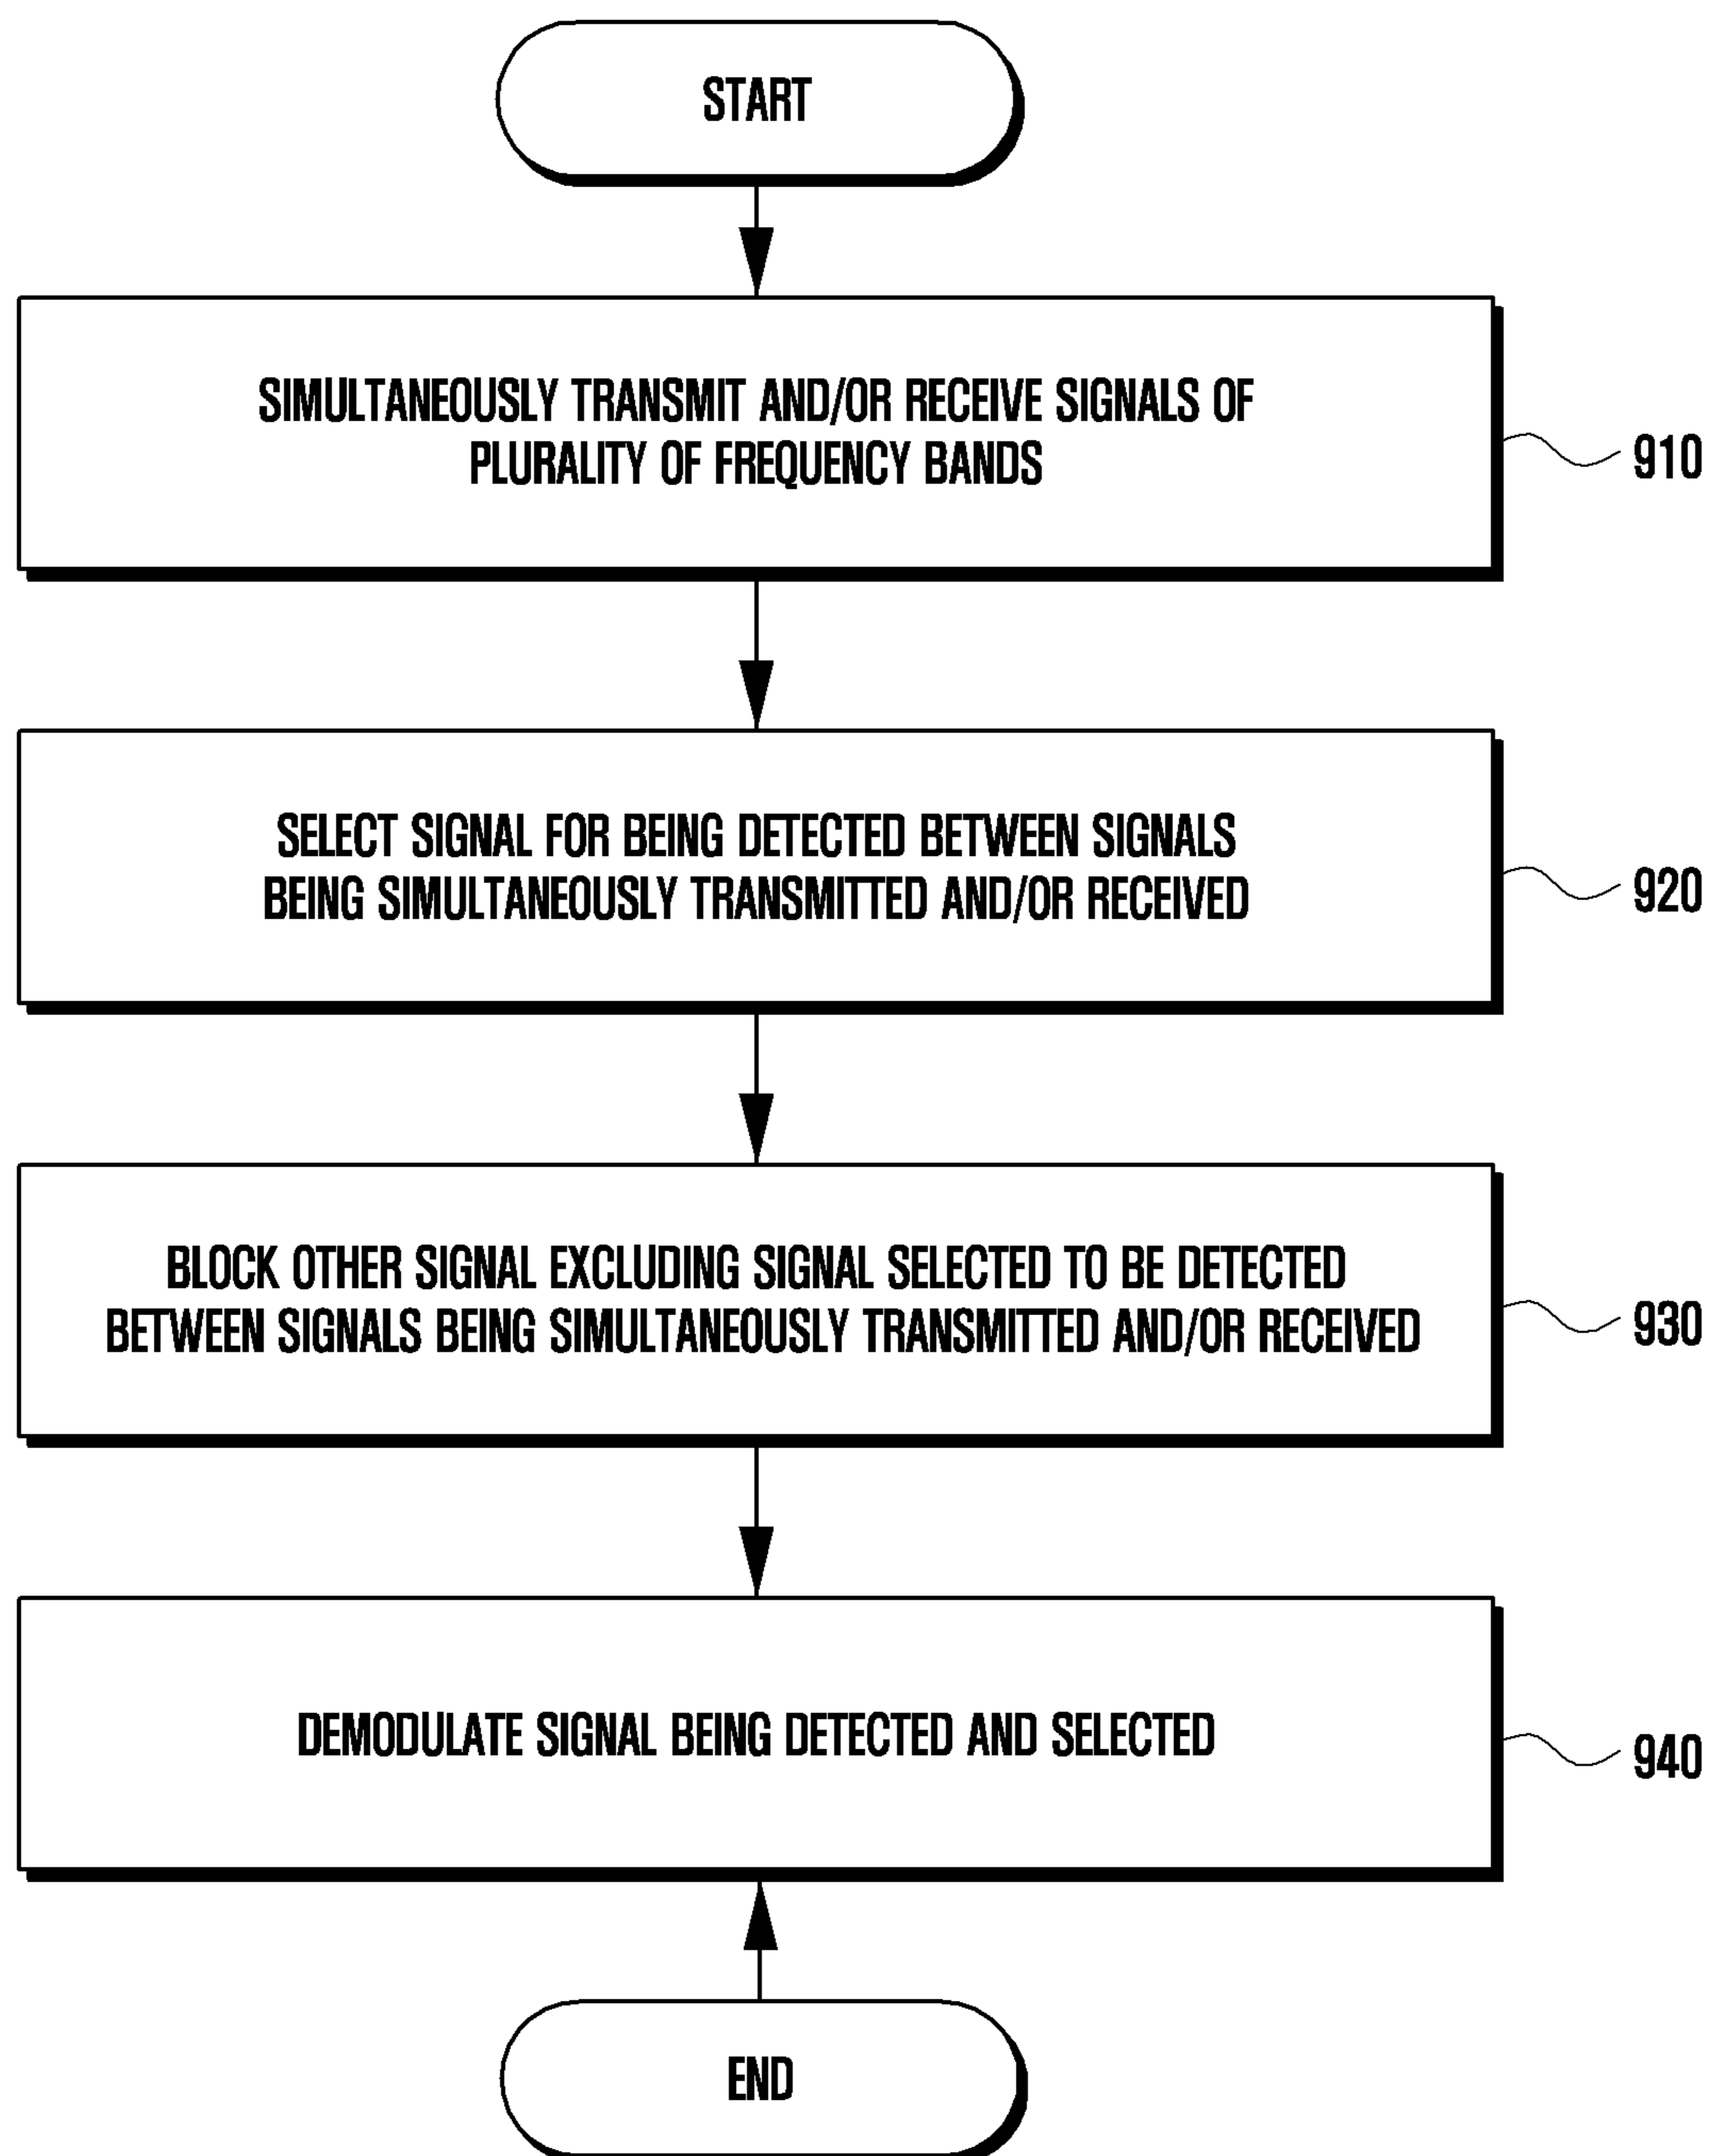 START
SIMULTANEOUSLY TRANSMIT AND/OR RECEIVE SIGNALS OF
PLURALITY OF FREQUENCY BANDS
910
SELECT SIGNAL FOR BEING DETECTED BETWEEN SIGNALS
BEING SIMULTANEOUSLY TRANSMITTED AND/OR RECEIVED
920
BLOCK OTHER SIGNAL EXCLUDING SIGNAL SELECTED TO BE DETECTED
BETWEEN SIGNALS BEING SIMULTANEOUSLY TRANSMITTED AND/OR RECEIVED
930
DEMODULATE SIGNAL BEING DETECTED AND SELECTED
940
END